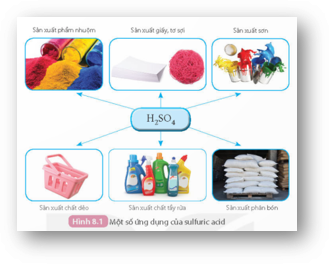 Sản xuất phẩm nhuộm
Sản xuất giấy, tơ sợi
Sản xuất sơn
H₂SO₄
Sản xuất chất dẻo
Sản xuất chất tẩy rửa
Sản xuất phân bón
Hình 8.1 Một số ứng dụng của sulfuric acid